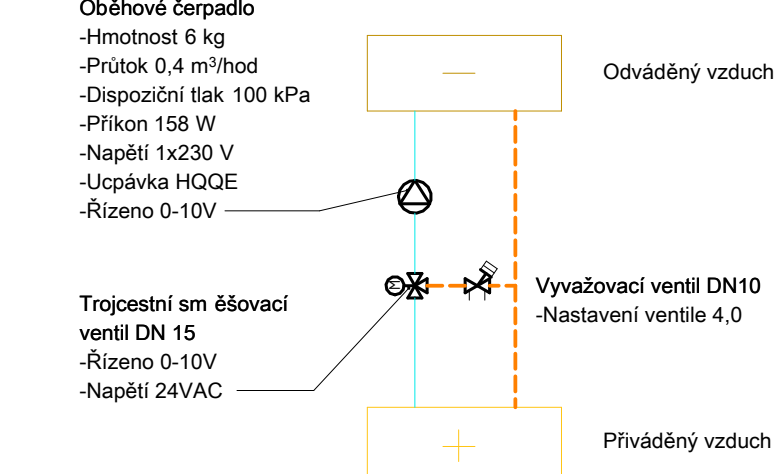 Oběhové čerpadlo
-Hmotnost 6 kg
-Průtok 0,4 m³/hod
-Dispoziční tlak 100 kPa
-Příkon 158 W
-Napětí 1x230 V
-Ucpávka HQQE
-Řízeno 0-10V
Odváděný vzduch
Trojcestní sm ěšovací
ventil DN 15
-Řízeno 0-10V
-Napětí 24VAC
M
Vyvažovací ventil DN10
-Nastavení ventile 4,0
Přiváděný vzduch